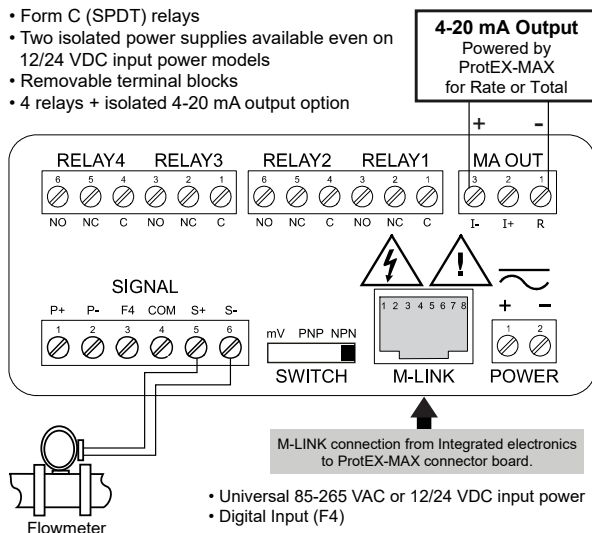 • Form C (SPDT) relays
• Two isolated power supplies available even on
12/24 VDC input power models
• Removable terminal blocks
• 4 relays + isolated 4-20 mA output option
4-20 mA Output
Powered by
ProtEX-MAX
for Rate or Total
+ -
RELAY4 RELAY3 RELAY2 RELAY1 MA OUT
6 5 4 3 2 1 6 5 4 3 2 1 3 2 1
NO NC C NO NC C NO NC C NO NC C I- I+ R
SIGNAL
P+ P- F4 COM S+ S-
1 2 3 4 5 6
mV PNP NPN
SWITCH
1 2 3 4 5 6 7 8
M-LINK
+ -
1 2
POWER
!
M-LINK connection from Integrated electronics
to ProtEX-MAX connector board.
Flowmeter
• Universal 85-265 VAC or 12/24 VDC input power
• Digital Input (F4)